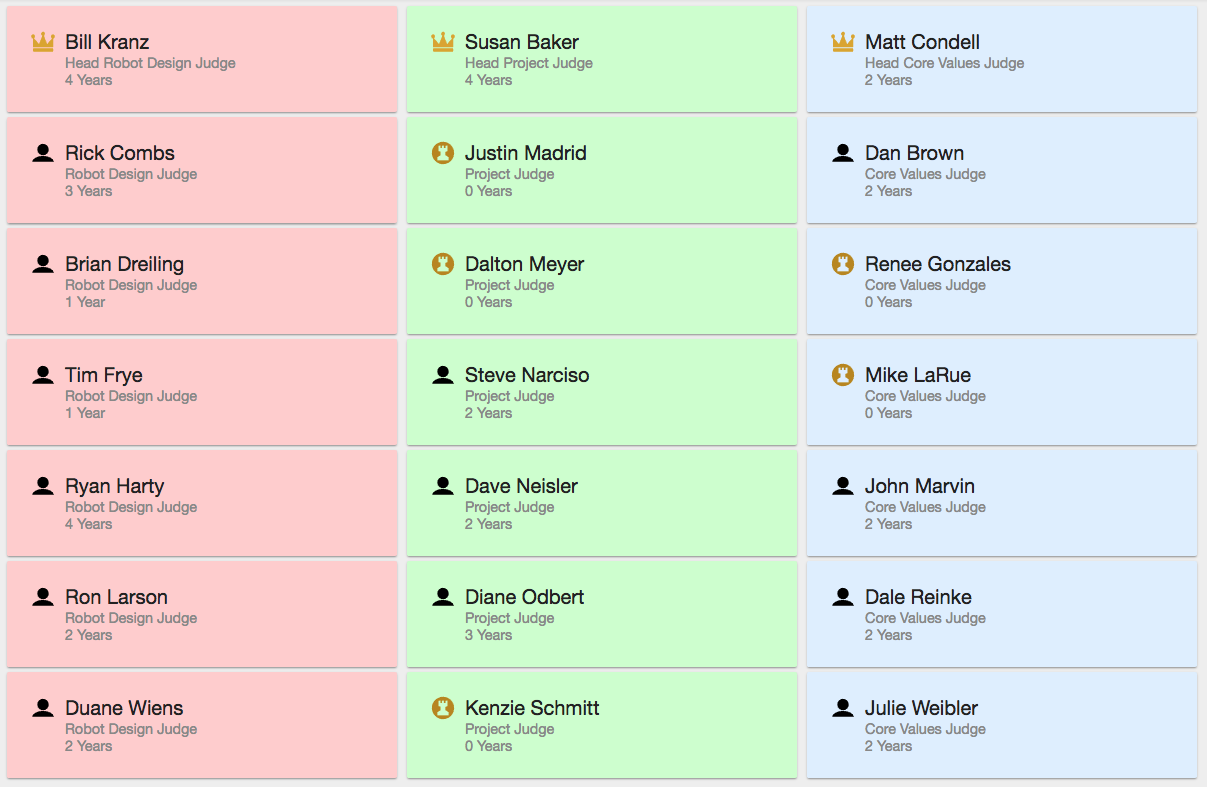 Bill Kranz
Head Robot Design Judge
4 Years
Susan Baker
Head Project Judge
4 Years
Matt Condell
Head Core Values Judge
2 Years
Rick Combs
Robot Design Judge
3 Years
Justin Madrid
Project Judge
0 Years
Dan Brown
Core Values Judge
2 Years
Brian Dreiling
Robot Design Judge
1 Year
Dalton Meyer
Project Judge
0 Years
Renee Gonzales
Core Values Judge
0 Years
Tim Frye
Robot Design Judge
1 Year
Steve Narciso
Project Judge
2 Years
Mike LaRue
Core Values Judge
0 Years
Ryan Harty
Robot Design Judge
4 Years
Dave Neisler
Project Judge
2 Years
John Marvin
Core Values Judge
2 Years
Ron Larson
Robot Design Judge
2 Years
Diane Odbert
Project Judge
3 Years
Dale Reinke
Core Values Judge
2 Years
Duane Wiens
Robot Design Judge
2 Years
Kenzie Schmitt
Project Judge
0 Years
Julie Weibler
Core Values Judge
2 Years